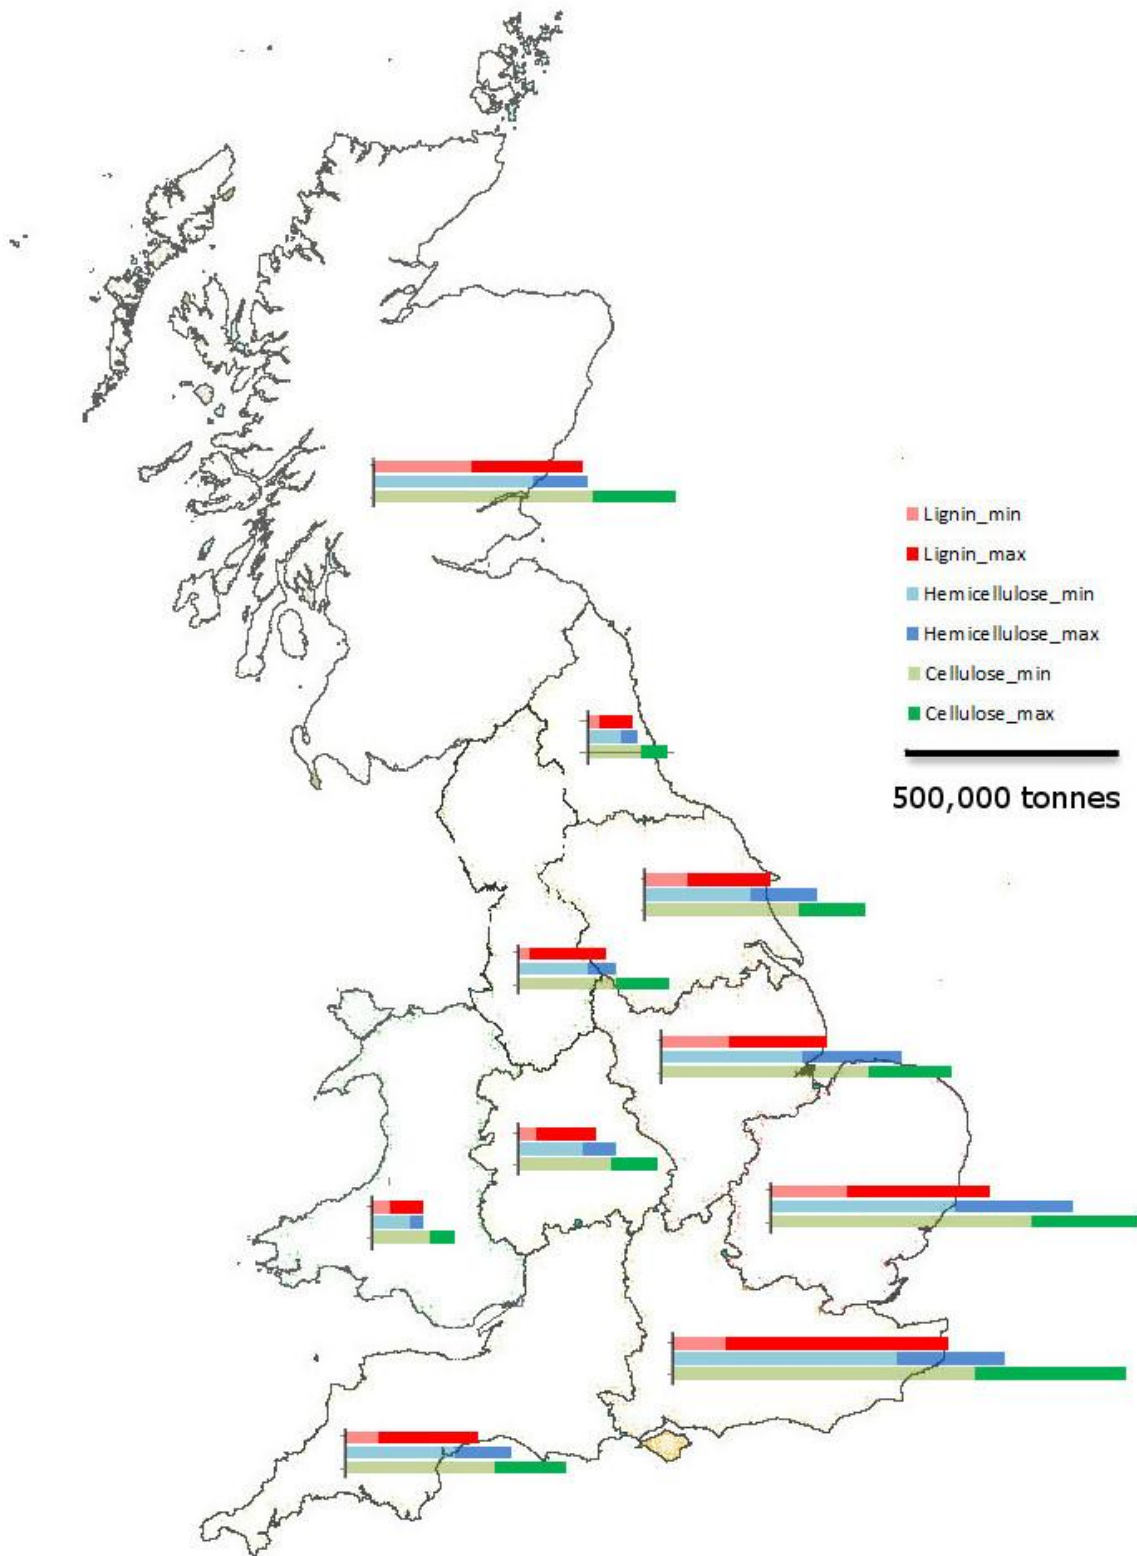 Lignin_min
Lignin_max
Hemicellulose_min
Hemicellulose_max
Cellulose_min
Cellulose_max
500,000 tonnes